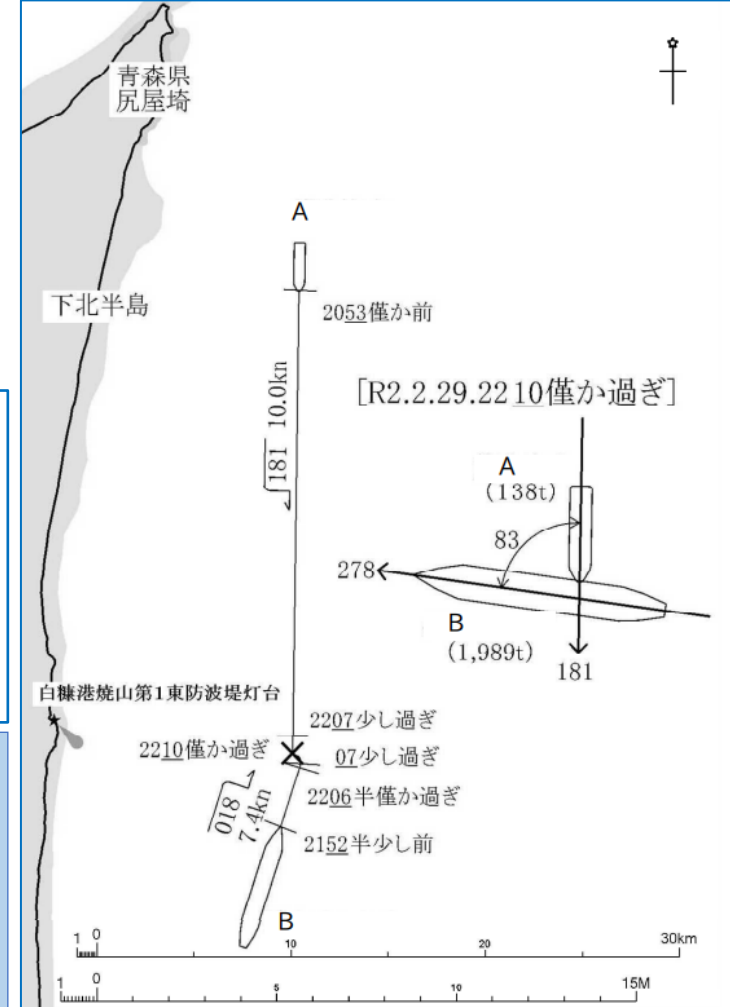 青森県
尻屋埼
A
2053僅か前
下北半島
181 10.0kn
[R2.2.29.22 10僅か過ぎ]
A
(138t)
83
278
B
(1,989t)
181
白糠港焼山第1東防波堤灯台
2207少し過ぎ
2210僅か過ぎ
07少し過ぎ
2206半僅か過ぎ
018
7.4kn
2152半少し前
B
1 0 10 20 30km
1 0 5 10 15M